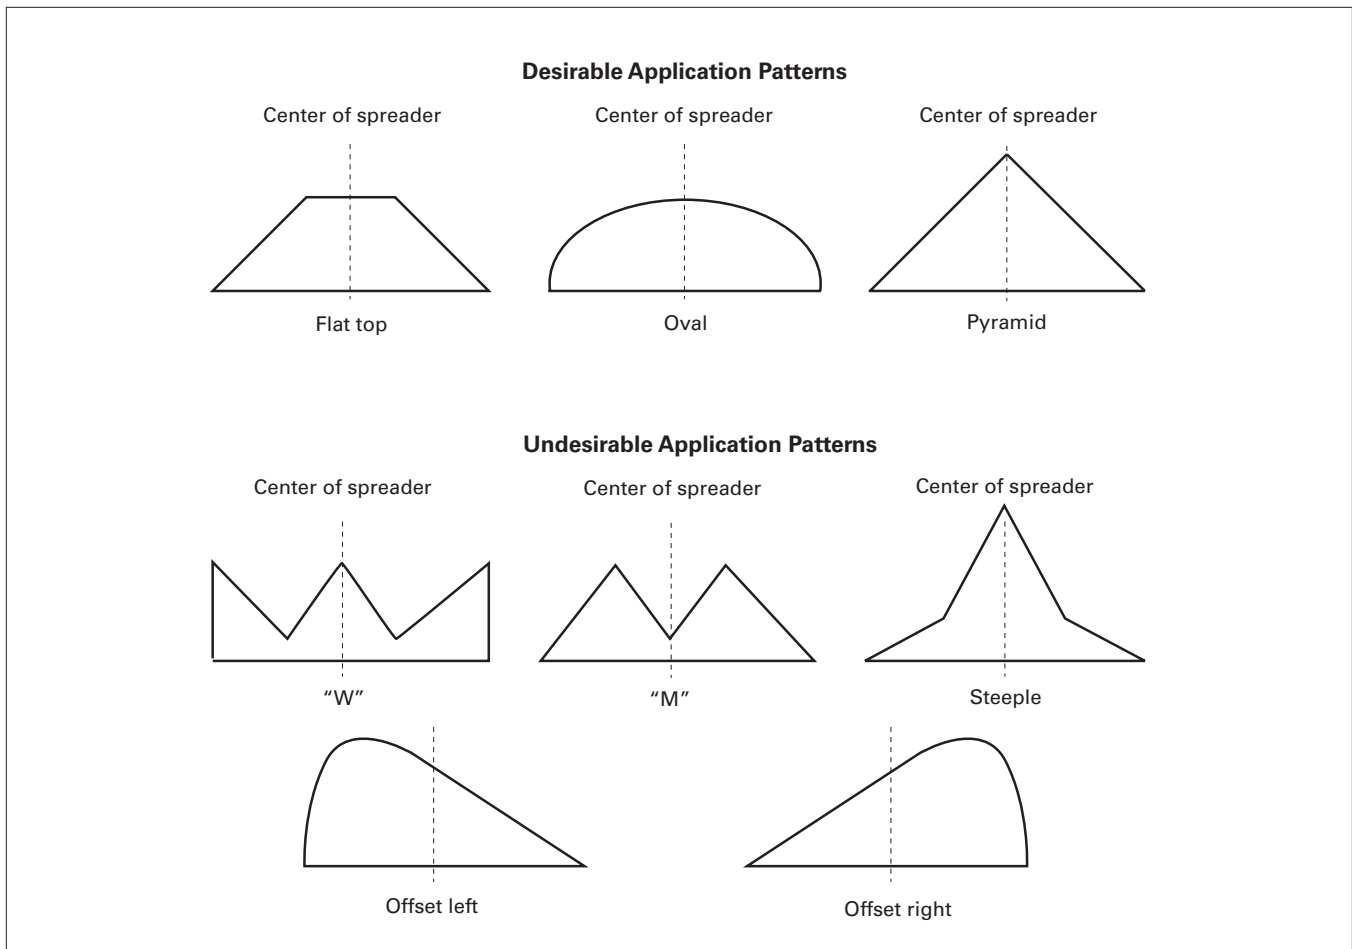 Desirable Application Patterns
Center of spreader
Center of spreader
Center of spreader
Flat top
Oval
Pyramid
Undesirable Application Patterns
Center of spreader
Center of spreader
Center of spreader
“W”
“M”
Steeple
Offset left
Offset right